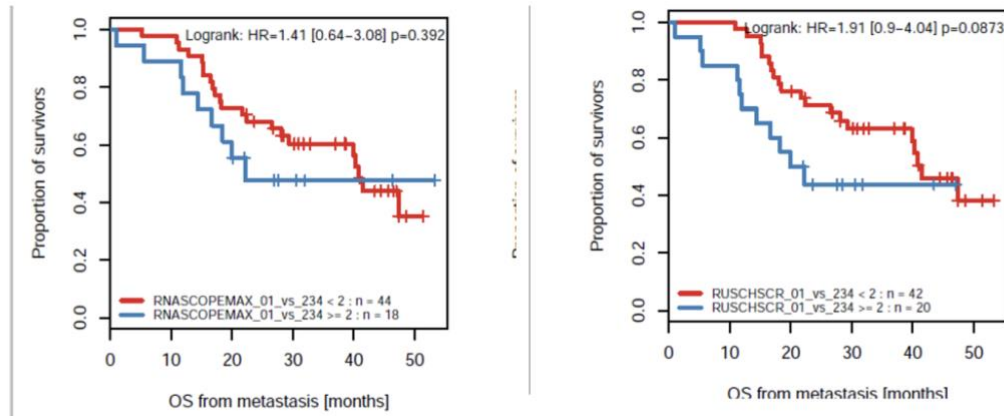 Logrank: HR=1.41 [0.64−3.08] p=0.392
Proportion of survivors
1.0
0.8
0.6
0.4
0.2
0.0
RNASCOPEMAX_01_vs_234 < 2 : n = 44
RNASCOPEMAX_01_vs_234 >= 2 : n = 18
0 10 20 30 40 50
OS from metastasis [months]
Logrank: HR=1.91 [0.9−4.04] p=0.0873
Proportion of survivors
1.0
0.8
0.6
0.4
0.2
0.0
RUSCHSCR_01_vs_234 < 2 : n = 42
RUSCHSCR_01_vs_234 >= 2 : n = 20
0 10 20 30 40 50
OS from metastasis [months]